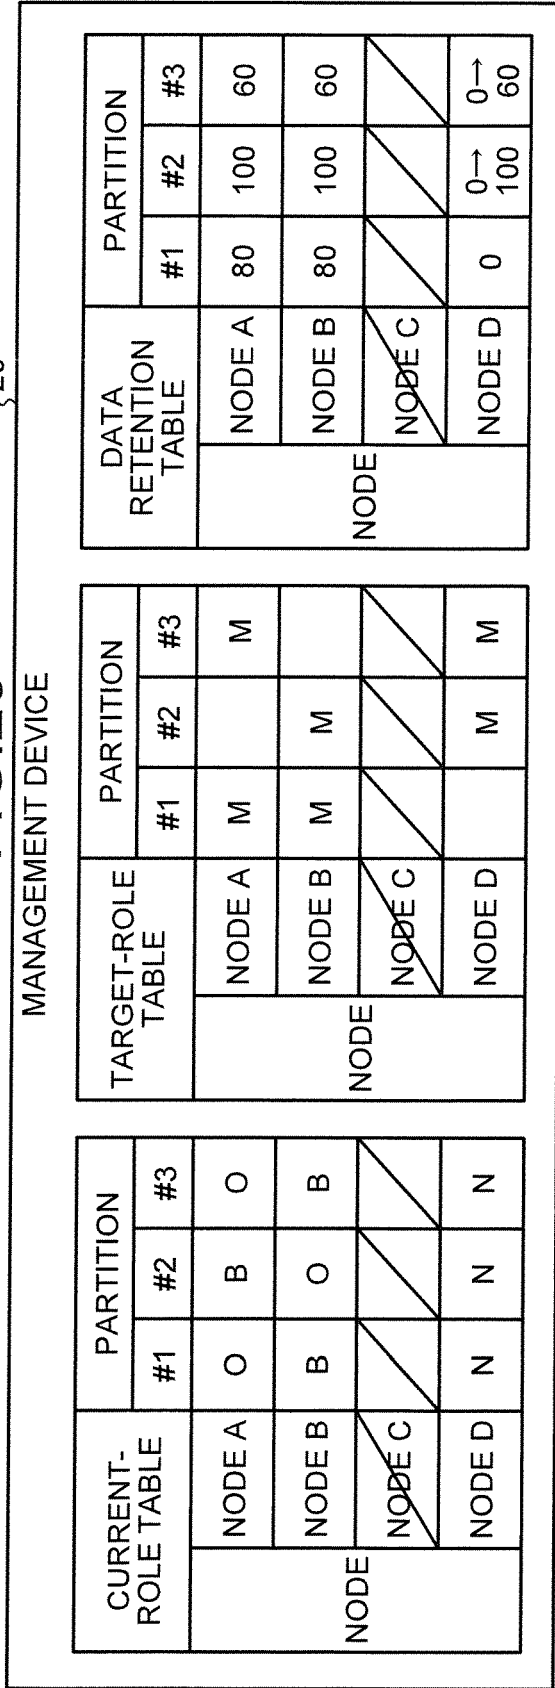 MANAGEMENT DEVICE
CURRENT-
ROLE TABLE
PARTITION
#1 #2 #3
NODE
NODE A O B O
NODE B B O B
NODE C
NODE D N N N
TARGET-ROLE
TABLE
PARTITION
#1 #2 #3
NODE
NODE A M M
NODE B M M
NODE C
NODE D M M
DATA
RETENTION
TABLE
PARTITION
#1 #2 #3
NODE
NODE A 80 100 60
NODE B 80 100 60
NODE C
NODE D 0 0→ 0→
100 60